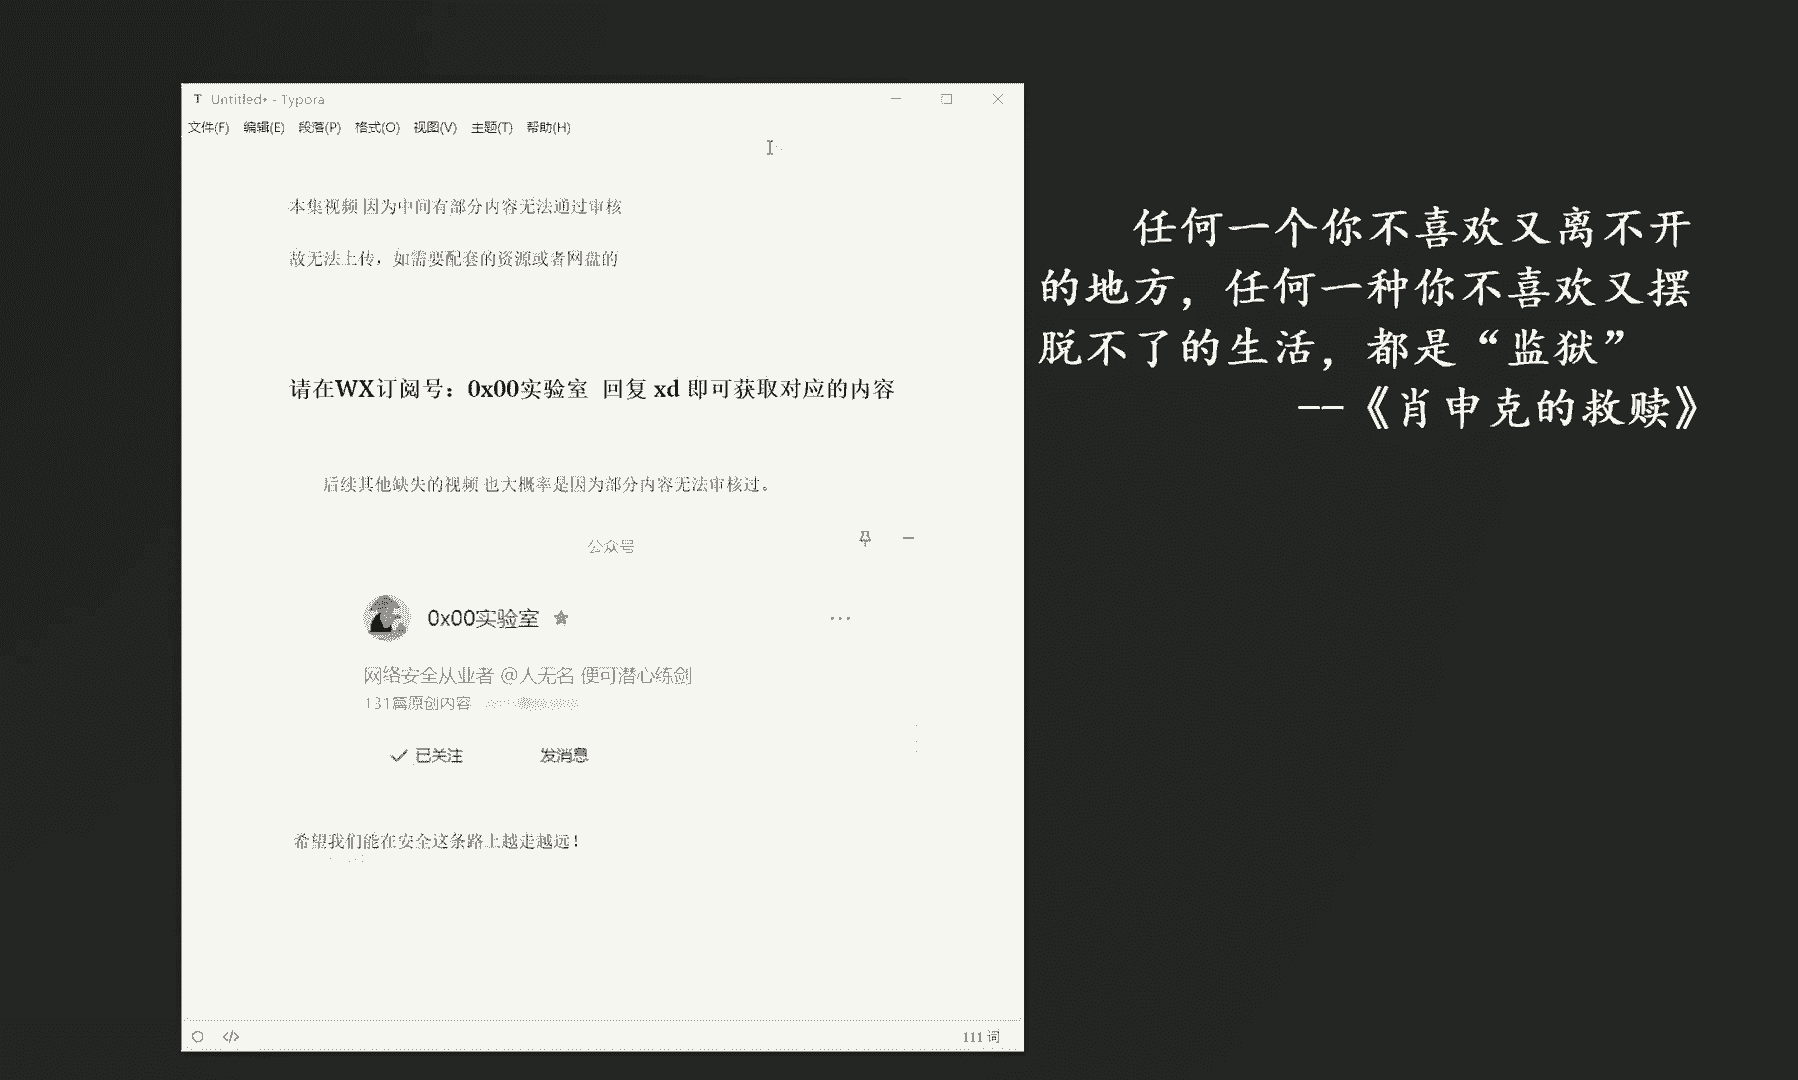 Untitled• - Typora
文件(F) 编辑(E) 段落(P) 格式(O) 视图(V) 主题(T) 帮助(H)
本集视频 因为中间有部分内容无法通过审核
故无法上传，如需要配套的资源或者网盘的
请在WX订阅号：0x00实验室 回复 xd 即可获取对应的内容
后续其他缺失的视频 也大概率是因为部分内容无法审核过。
公众号
0x00实验室
网络安全从业者 @人无名 便可潜心练剑
131篇原创内容
已关注 发消息
希望我们能在安全这条路上越走越远！
111 词
任何一个你不喜欢又离不开
的地方，任何一种你不喜欢又摆
脱不了的生活，都是“监狱”
--《肖申克的救赎》